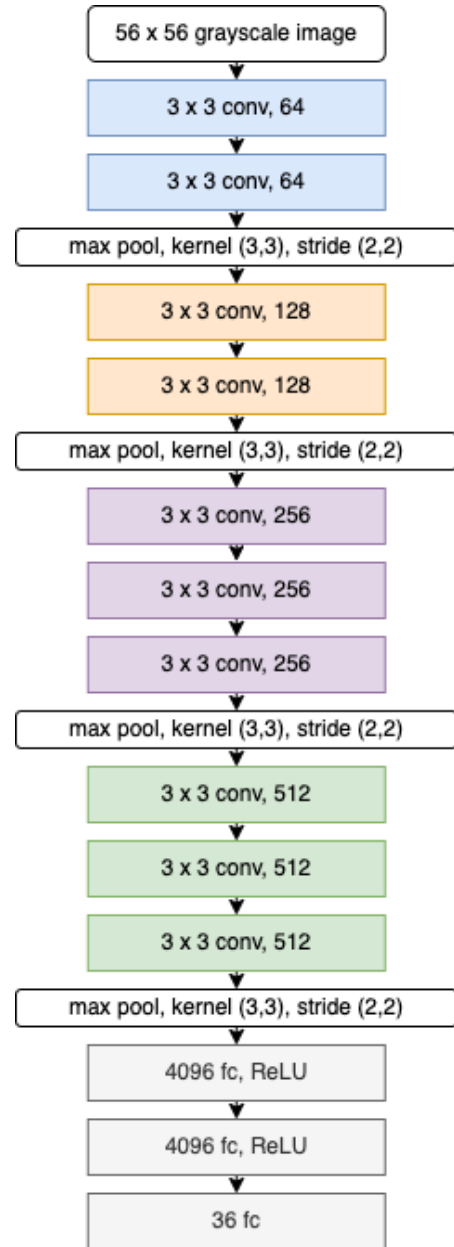 56 x 56 grayscale image
3 x 3 conv, 64
3 x 3 conv, 64
max pool, kernel (3,3), stride (2,2)
3 x 3 conv, 128
3 x 3 conv, 128
max pool, kernel (3,3), stride (2,2)
3 x 3 conv, 256
3 x 3 conv, 256
3 x 3 conv, 256
max pool, kernel (3,3), stride (2,2)
3 x 3 conv, 512
3 x 3 conv, 512
3 x 3 conv, 512
max pool, kernel (3,3), stride (2,2)
4096 fc, ReLU
4096 fc, ReLU
36 fc